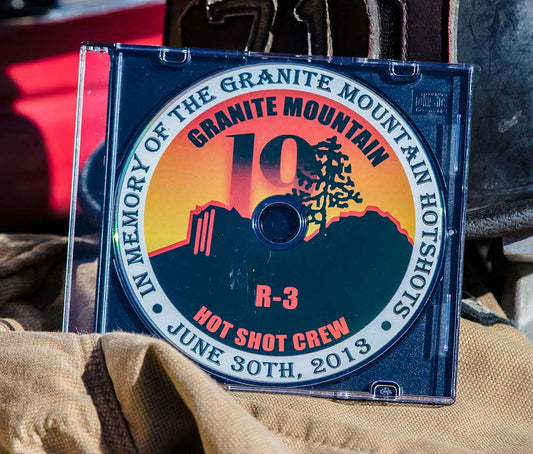 IN MEMORY OF THE GRANITE MOUNTAIN HOTSHOTS
GRANITE MOUNTAIN
19
R-3
HOT SHOT CREW
• JUNE 30TH, 2013 •